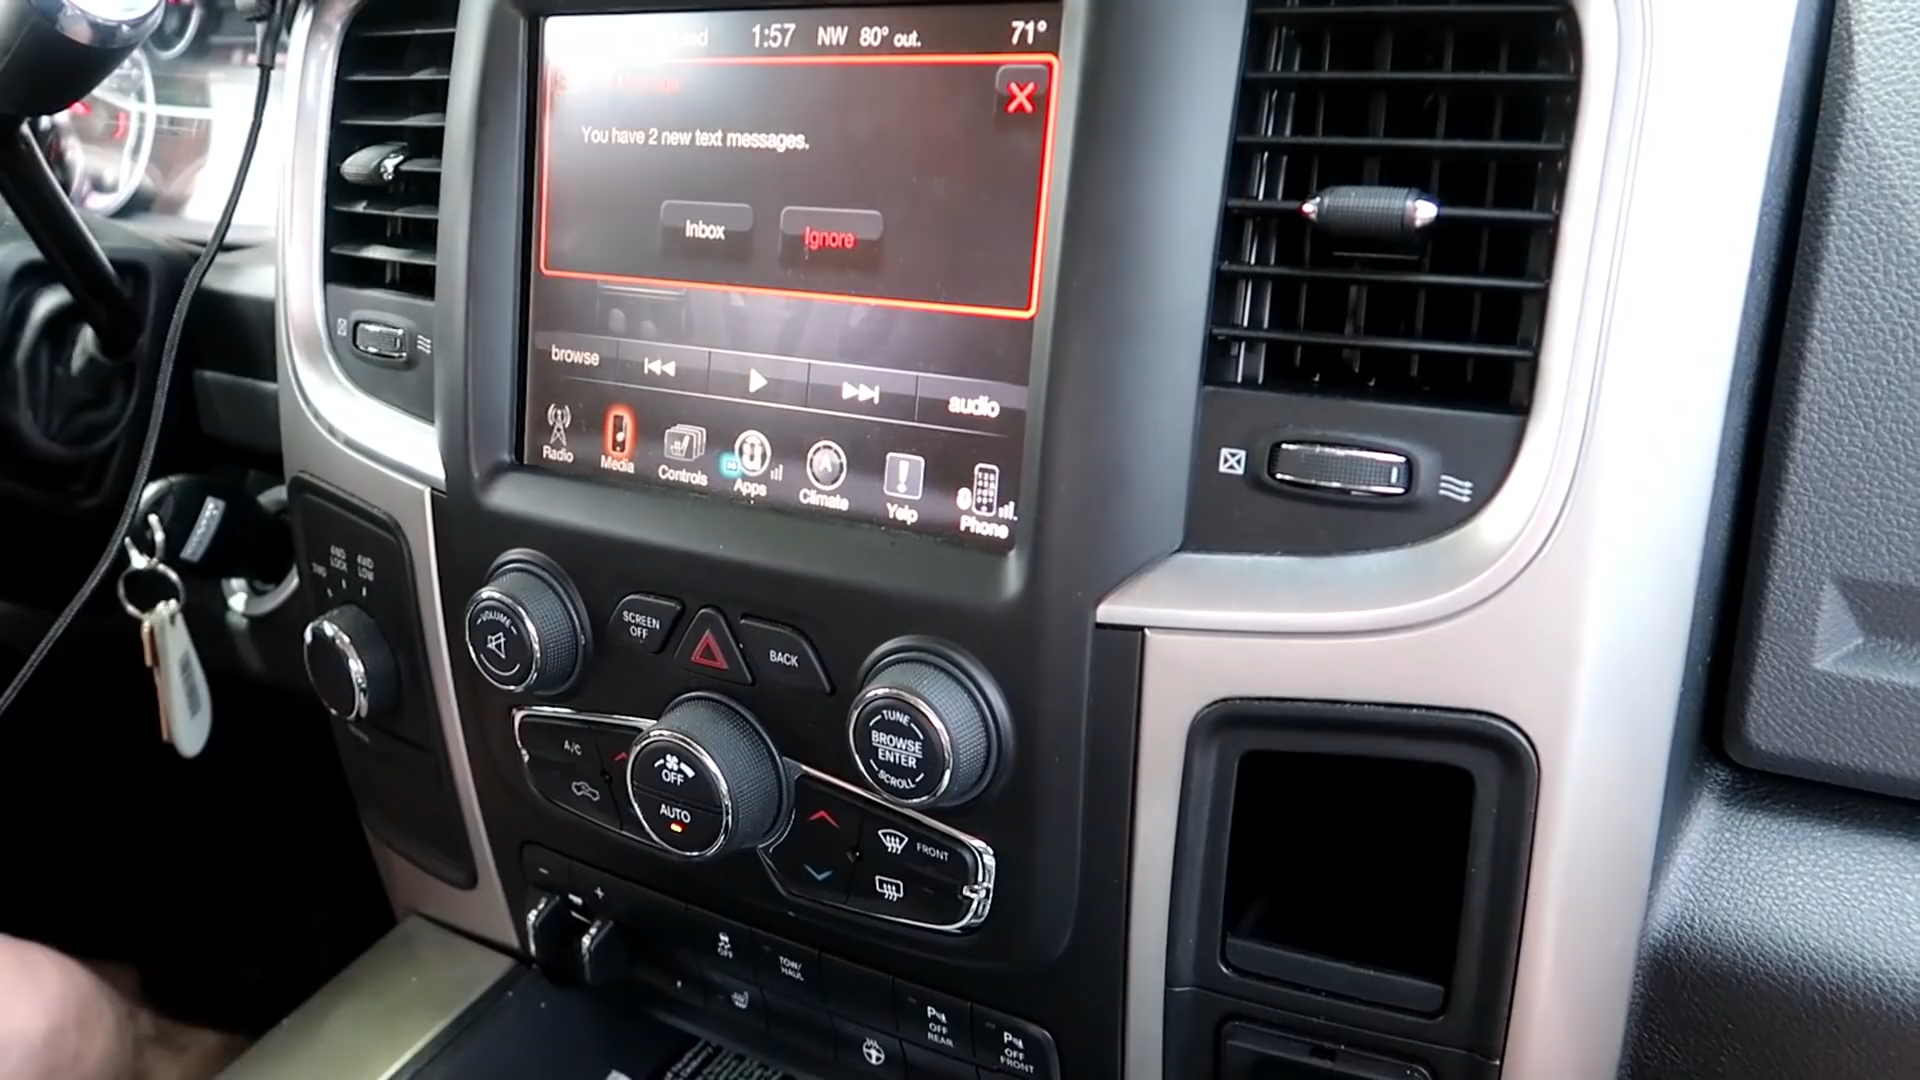 1:57 NW 80° out. 71°
You have 2 new text messages.
Inbox Ignore
browse audio
Radio Media Controls Apps Climate Yelp Phone
4WD LOCK 4WD LOW
VOLUME
SCREEN OFF
BACK
TUNE
BROWSE
ENTER
SCROLL
A/C
OFF
AUTO
FRONT
OFF
TOW/
HAUL
OFF
REAR
OFF
FRONT